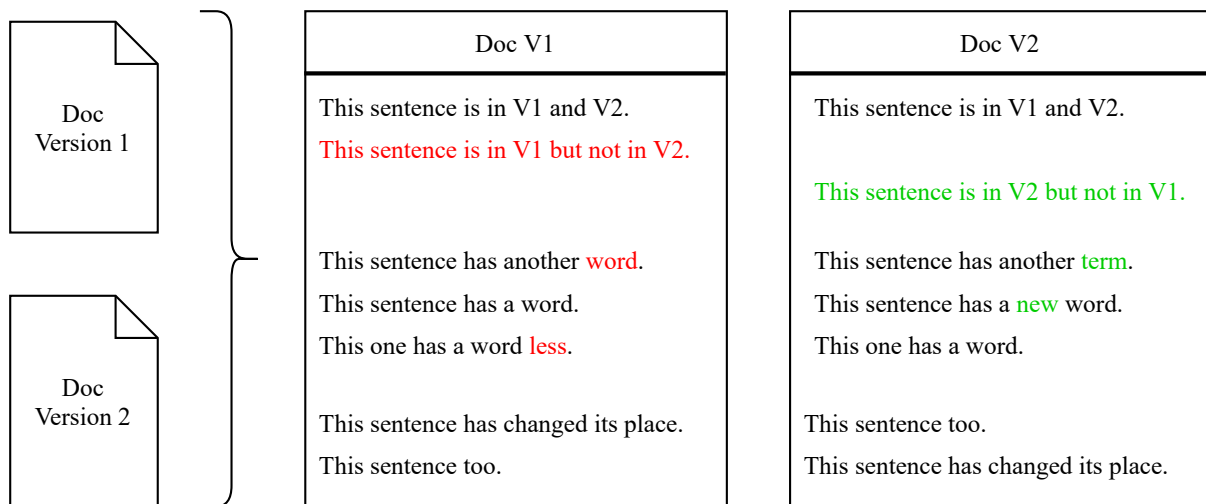 Doc
Version 1
Doc
Version 2
Doc V1
This sentence is in V1 and V2.
This sentence is in V1 but not in V2.
This sentence has another word.
This sentence has a word.
This one has a word less.
This sentence has changed its place.
This sentence too.
Doc V2
This sentence is in V1 and V2.
This sentence is in V2 but not in V1.
This sentence has another term.
This sentence has a new word.
This one has a word.
This sentence too.
This sentence has changed its place.